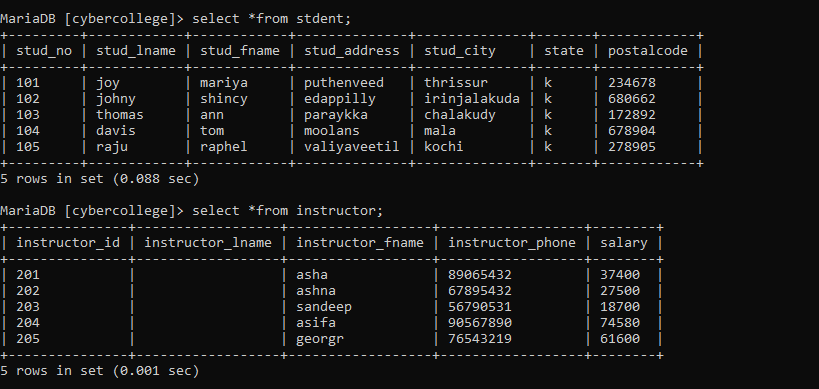 MariaDB [cybercollege]> select *from stdent;
+---------+------------+------------+--------------+-------------+-------+------------+
| stud_no | stud_lname | stud_fname | stud_address | stud_city | state | postalcode |
+---------+------------+------------+--------------+-------------+-------+------------+
| 101 | joy | mariya | puthenveed | thrissur | k | 234678 |
| 102 | johny | shincy | edappilly | irinjalakuda | k | 680662 |
| 103 | thomas | ann | paraykka | chalakudy | k | 172892 |
| 104 | davis | tom | moolans | mala | k | 678904 |
| 105 | raju | raphel | valiyaveetil | kochi | k | 278905 |
+---------+------------+------------+--------------+-------------+-------+------------+
5 rows in set (0.088 sec)
MariaDB [cybercollege]> select *from instructor;
+---------------+------------------+------------------+------------------+--------+
| instructor_id | instructor_lname | instructor_fname | instructor_phone | salary |
+---------------+------------------+------------------+------------------+--------+
| 201 | | asha | 89065432 | 37400 |
| 202 | | ashna | 67895432 | 27500 |
| 203 | | sandeep | 56790531 | 18700 |
| 204 | | asifa | 90567890 | 74580 |
| 205 | | georgr | 76543219 | 61600 |
+---------------+------------------+------------------+------------------+--------+
5 rows in set (0.001 sec)